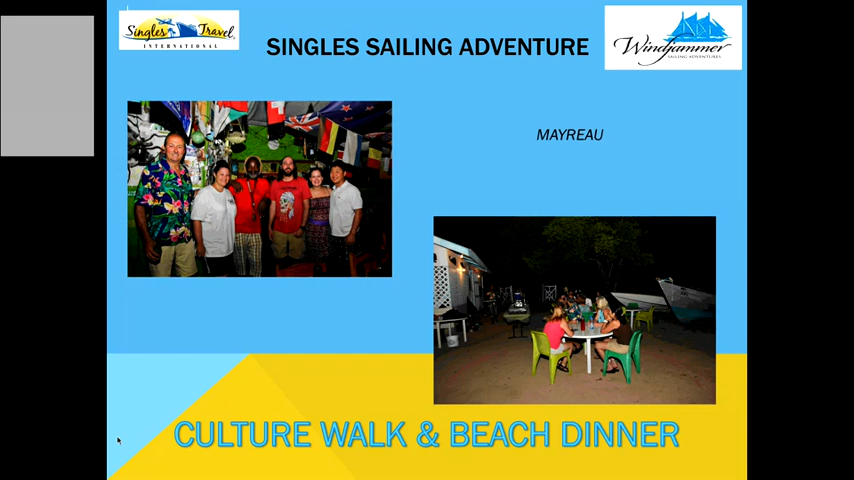 Singles Travel
INTERNATIONAL
SINGLES SAILING ADVENTURE
Windjammer
SAILING ADVENTURES
MAYREAU
CULTURE WALK & BEACH DINNER